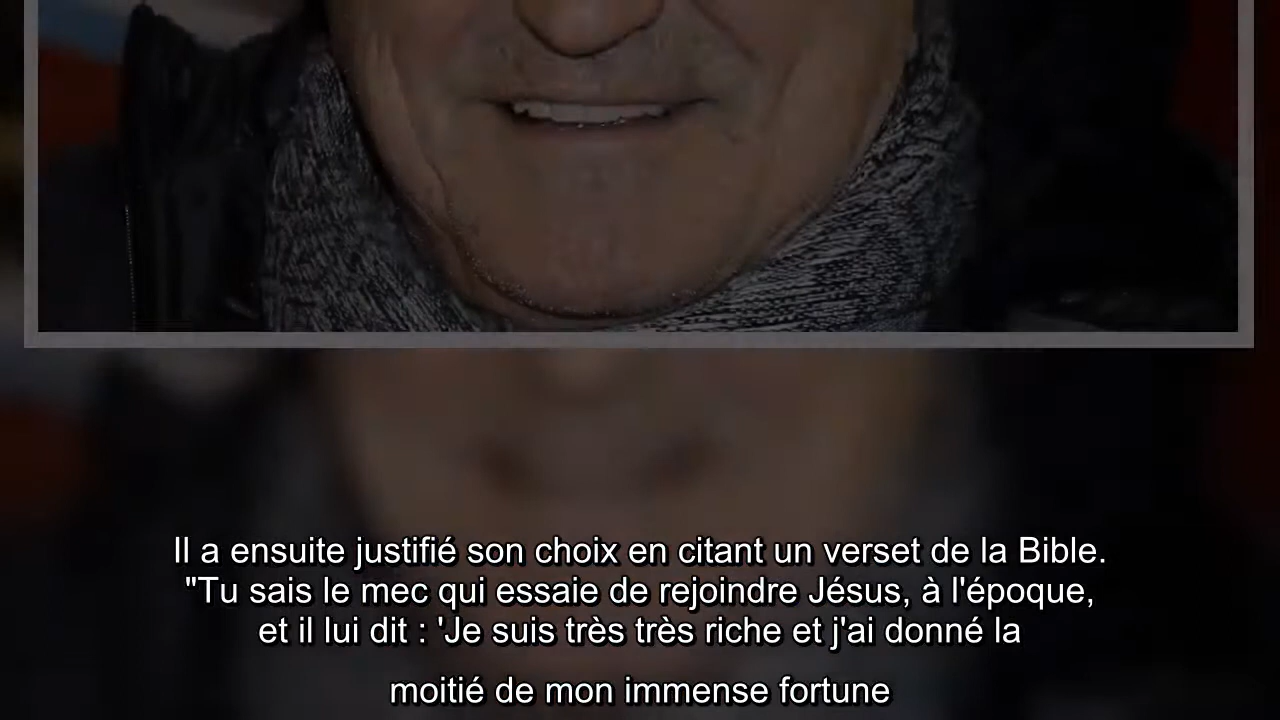 Il a ensuite justifié son choix en citant un verset de la Bible.
"Tu sais le mec qui essaie de rejoindre Jésus, à l'époque,
et il lui dit : 'Je suis très très riche et j'ai donné la
moitié de mon immense fortune